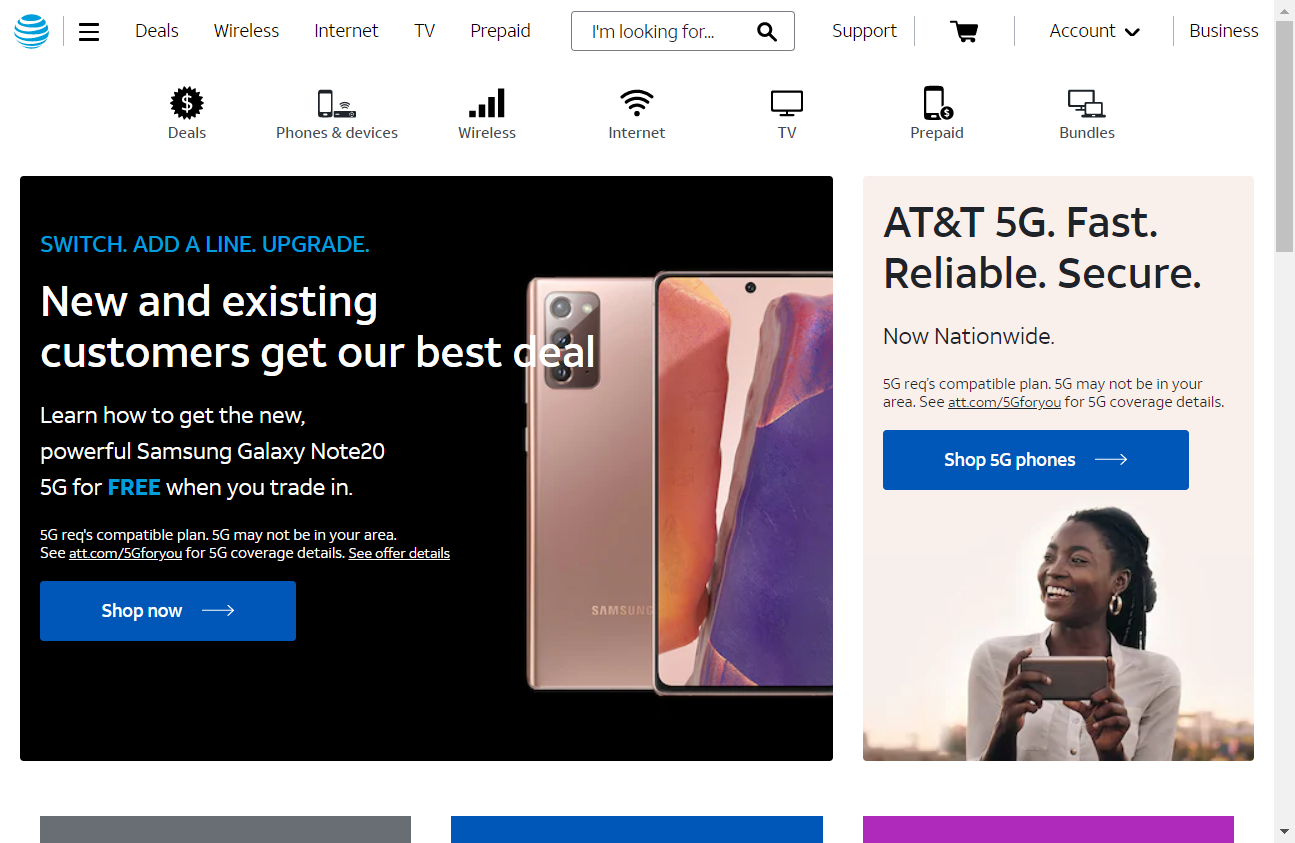 Deals
Wireless
Internet
TV
Prepaid
I'm looking for...
Support
Account
Business
Deals
Phones & devices
Wireless
Internet
TV
Prepaid
Bundles
SWITCH. ADD A LINE. UPGRADE.
New and existing
customers get our best deal
Learn how to get the new,
powerful Samsung Galaxy Note20
5G for FREE when you trade in.
5G req's compatible plan. 5G may not be in your area.
See att.com/5Gforyou for 5G coverage details. See offer details
Shop now
SAMSUNG
AT&T 5G. Fast.
Reliable. Secure.
Now Nationwide.
5G req's compatible plan. 5G may not be in your
area. See att.com/5Gforyou for 5G coverage details.
Shop 5G phones